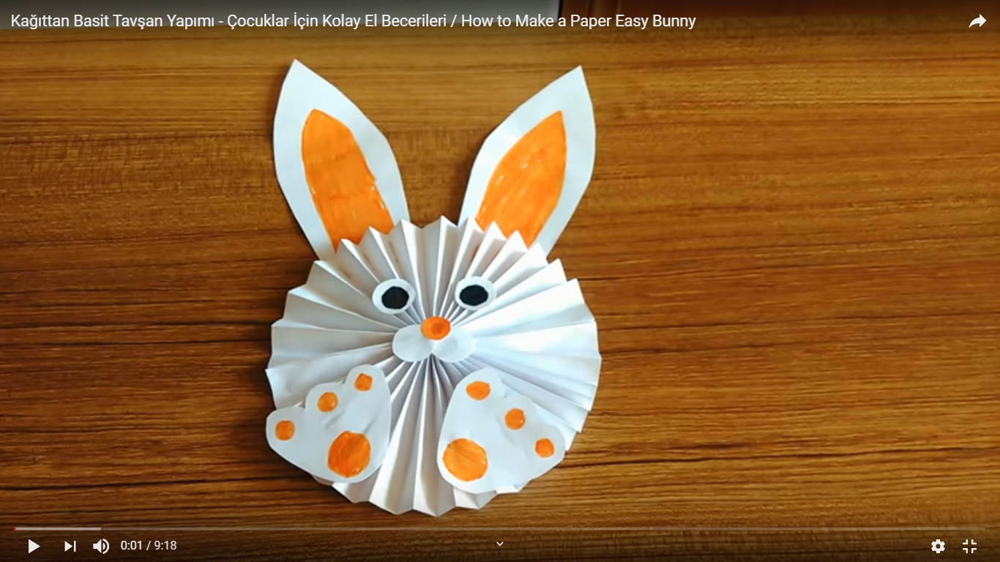 Kağıttan Basit Tavşan Yapımı - Çocuklar İçin Kolay El Becerileri / How to Make a Paper Easy Bunny
0:01 / 9:18